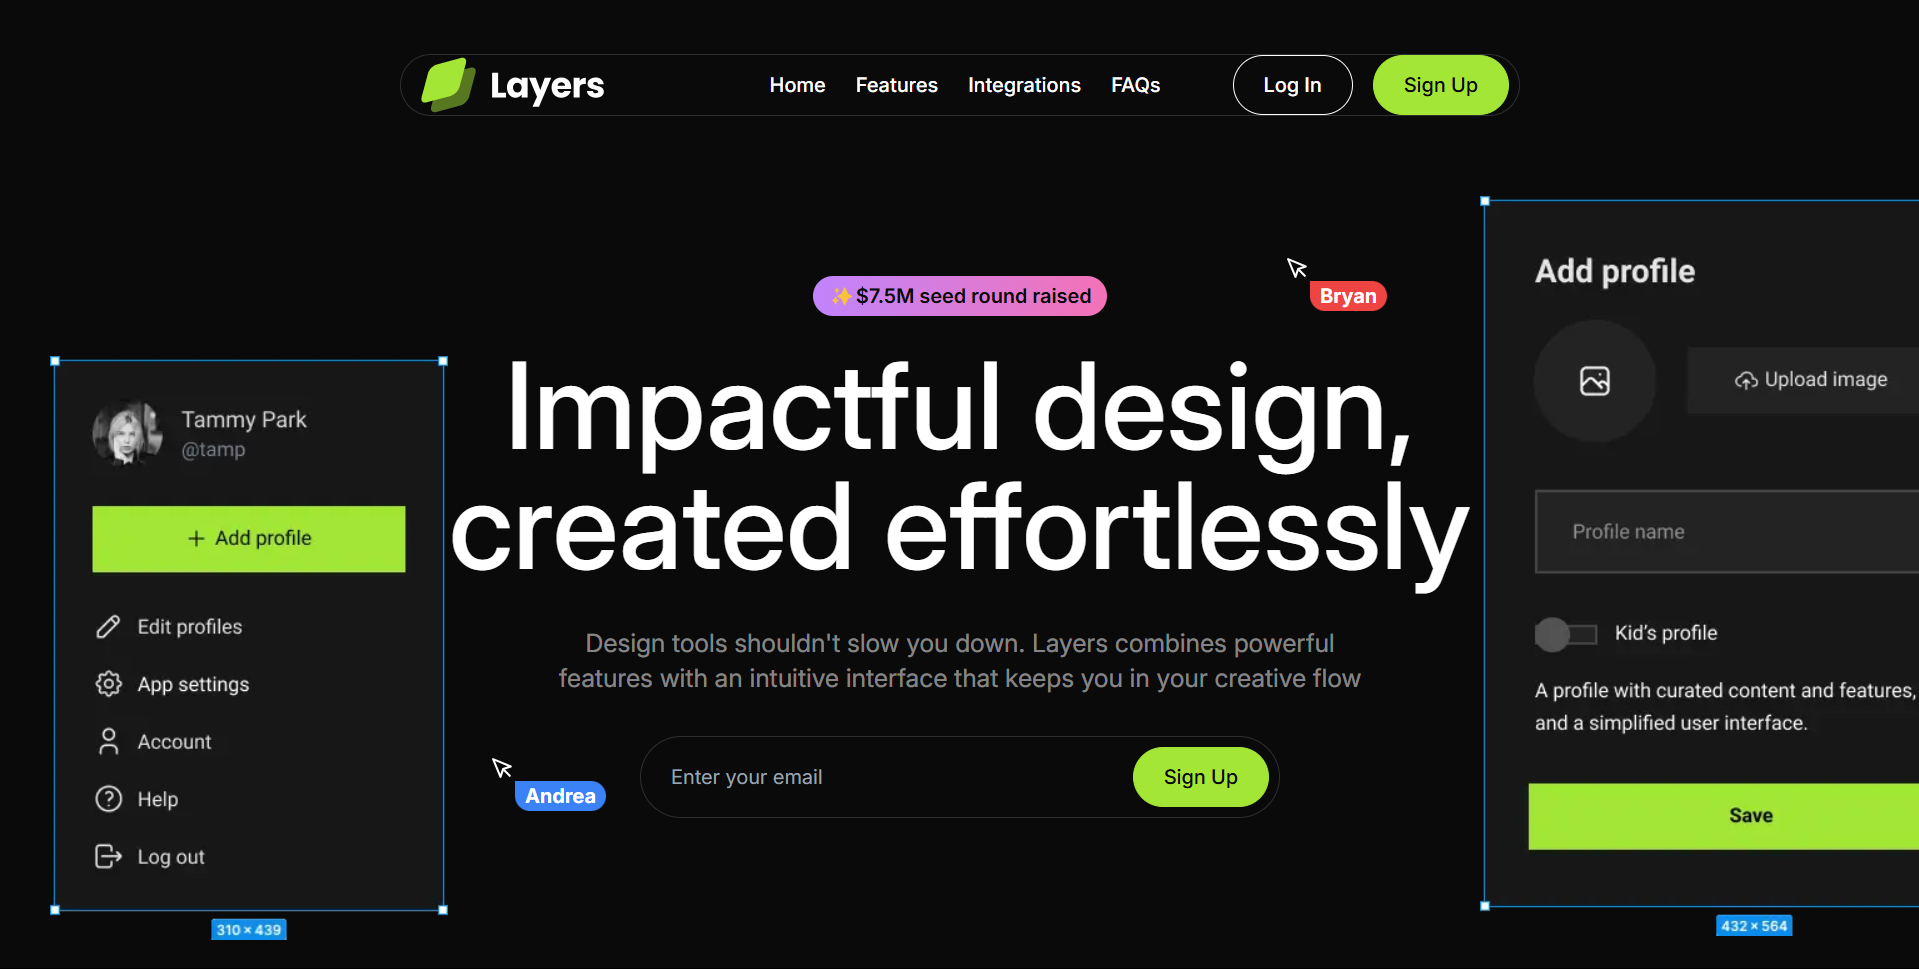 Layers
Home Features Integrations FAQs
Log In
Sign Up
✨$7.5M seed round raised
Bryan
Impactful design,
created effortlessly
Design tools shouldn't slow you down. Layers combines powerful
features with an intuitive interface that keeps you in your creative flow
Enter your email
Sign Up
Andrea
Tammy Park
@tamp
+ Add profile
Edit profiles
App settings
Account
Help
Log out
310 × 439
Add profile
Upload image
Profile name
Kid’s profile
A profile with curated content and features,
and a simplified user interface.
Save
432 × 564